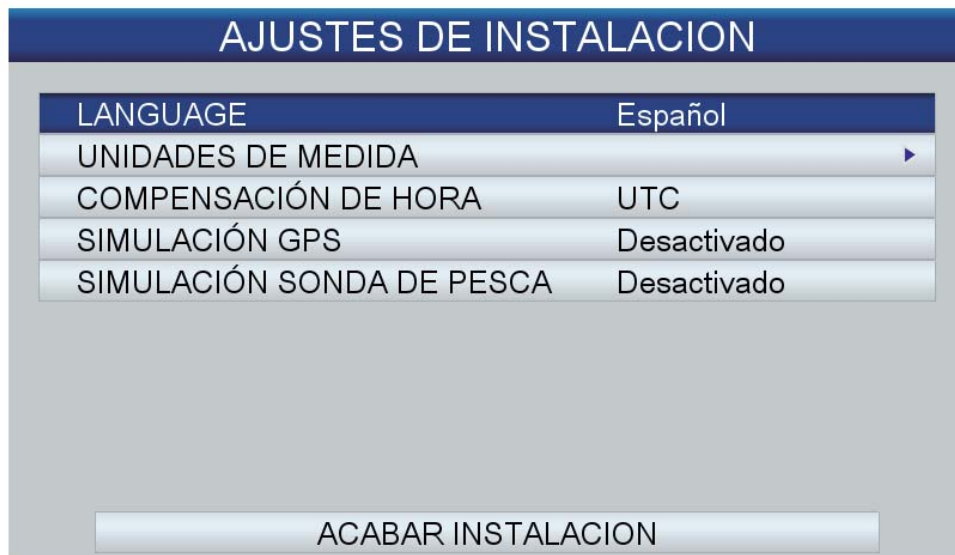 AJUSTES DE INSTALACION
LANGUAGE Español
UNIDADES DE MEDIDA
COMPENSACIÓN DE HORA UTC
SIMULACIÓN GPS Desactivado
SIMULACIÓN SONDA DE PESCA Desactivado
ACABAR INSTALACION